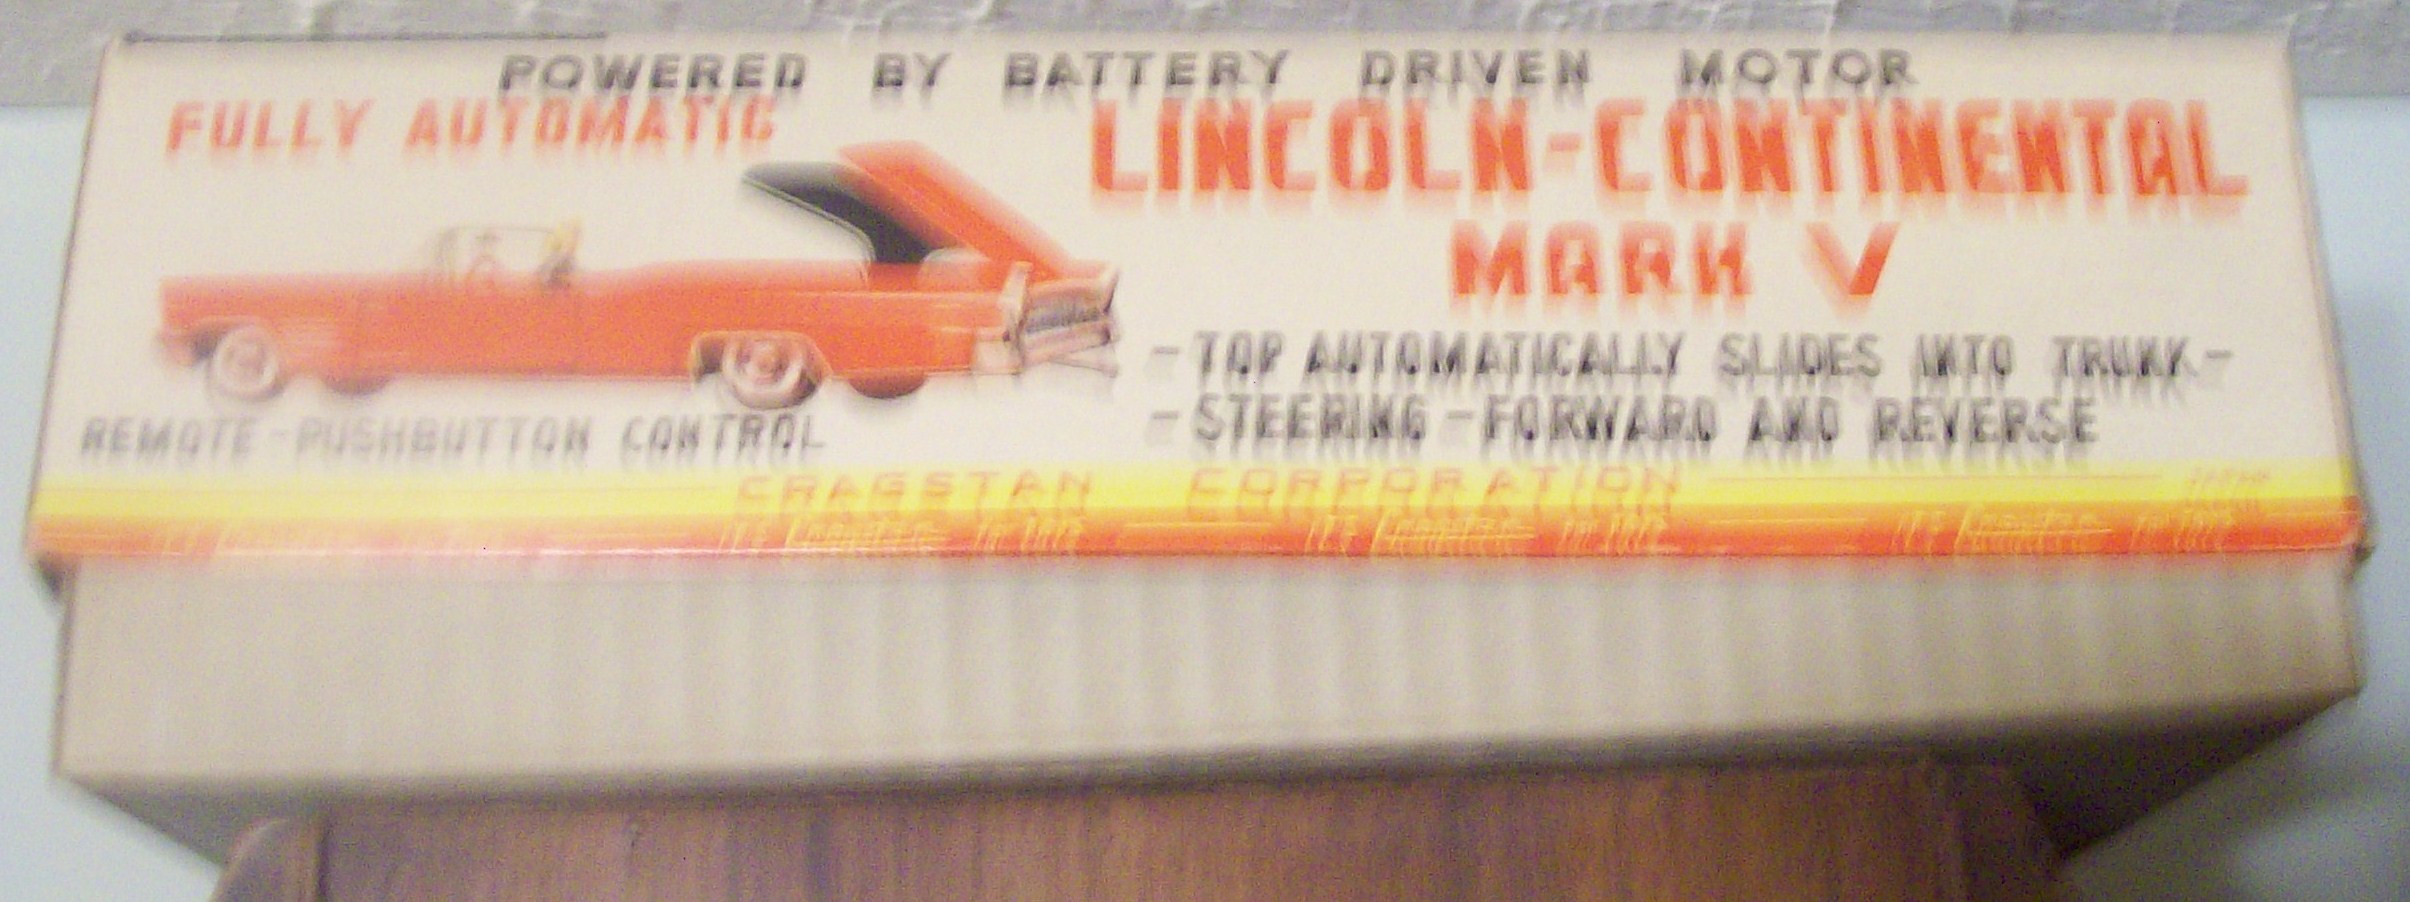 POWERED BY BATTERY DRIVEN MOTOR
FULLY AUTOMATIC
LINCOLN-CONTINENTAL
MARK V
-TOP AUTOMATICALLY SLIDES INTO TRUNK-
-STEERING-FORWARD AND REVERSE
REMOTE-PUSHBUTTON CONTROL
CRAGSTAN CORPORATION